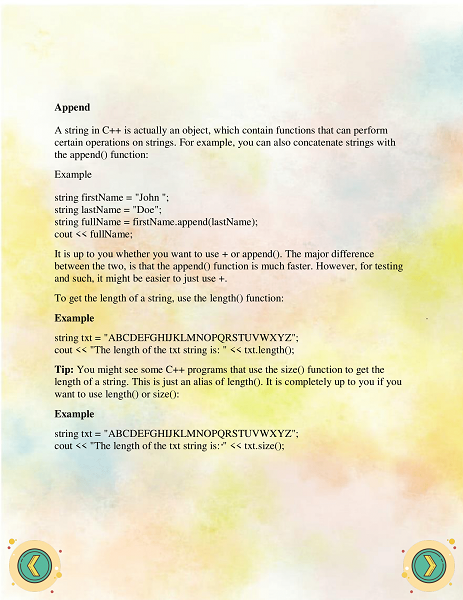 Append
A string in C++ is actually an object, which contain functions that can perform
certain operations on strings. For example, you can also concatenate strings with
the append() function:
Example
string firstName = "John ";
string lastName = "Doe";
string fullName = firstName.append(lastName);
cout << fullName;
It is up to you whether you want to use + or append(). The major difference
between the two, is that the append() function is much faster. However, for testing
and such, it might be easier to just use +.
To get the length of a string, use the length() function:
Example
string txt = "ABCDEFGHIJKLMNOPQRSTUVWXYZ";
cout << "The length of the txt string is: " << txt.length();
Tip: You might see some C++ programs that use the size() function to get the
length of a string. This is just an alias of length(). It is completely up to you if you
want to use length() or size():
Example
string txt = "ABCDEFGHIJKLMNOPQRSTUVWXYZ";
cout << "The length of the txt string is: " << txt.size();